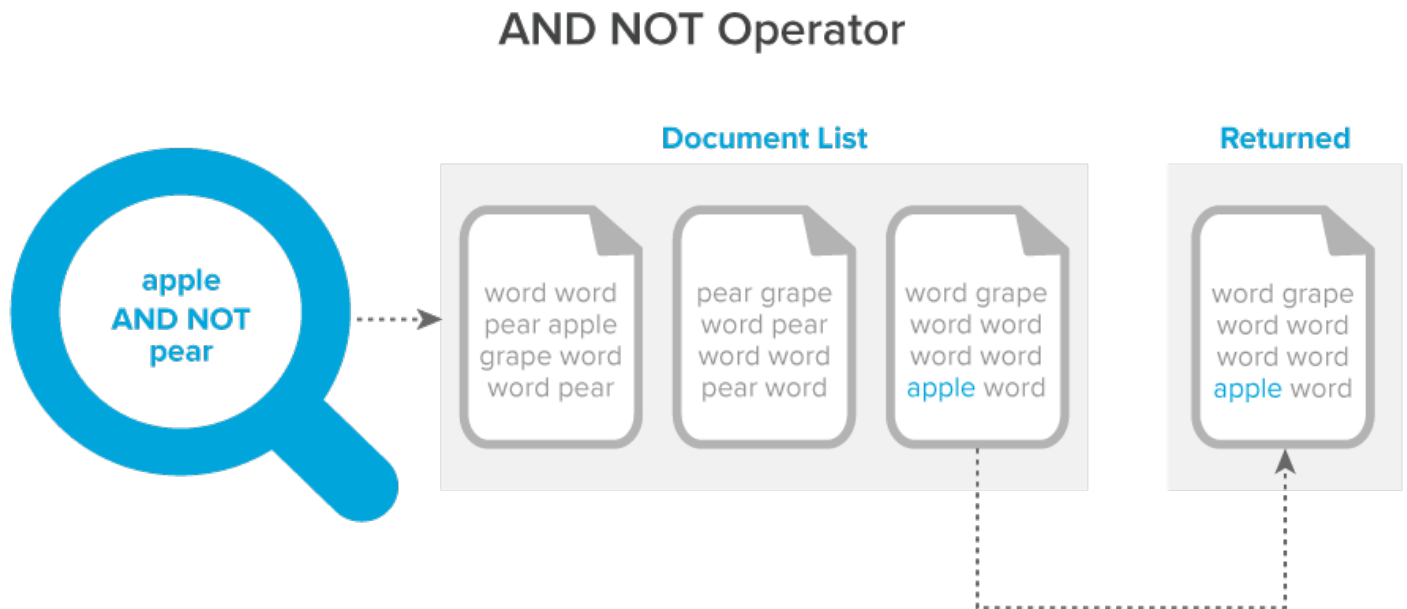 AND NOT Operator
Document List
Returned
apple
AND NOT
pear
word word
pear apple
grape word
word pear
pear grape
word pear
word word
pear word
word grape
word word
word word
apple word
word grape
word word
word word
apple word